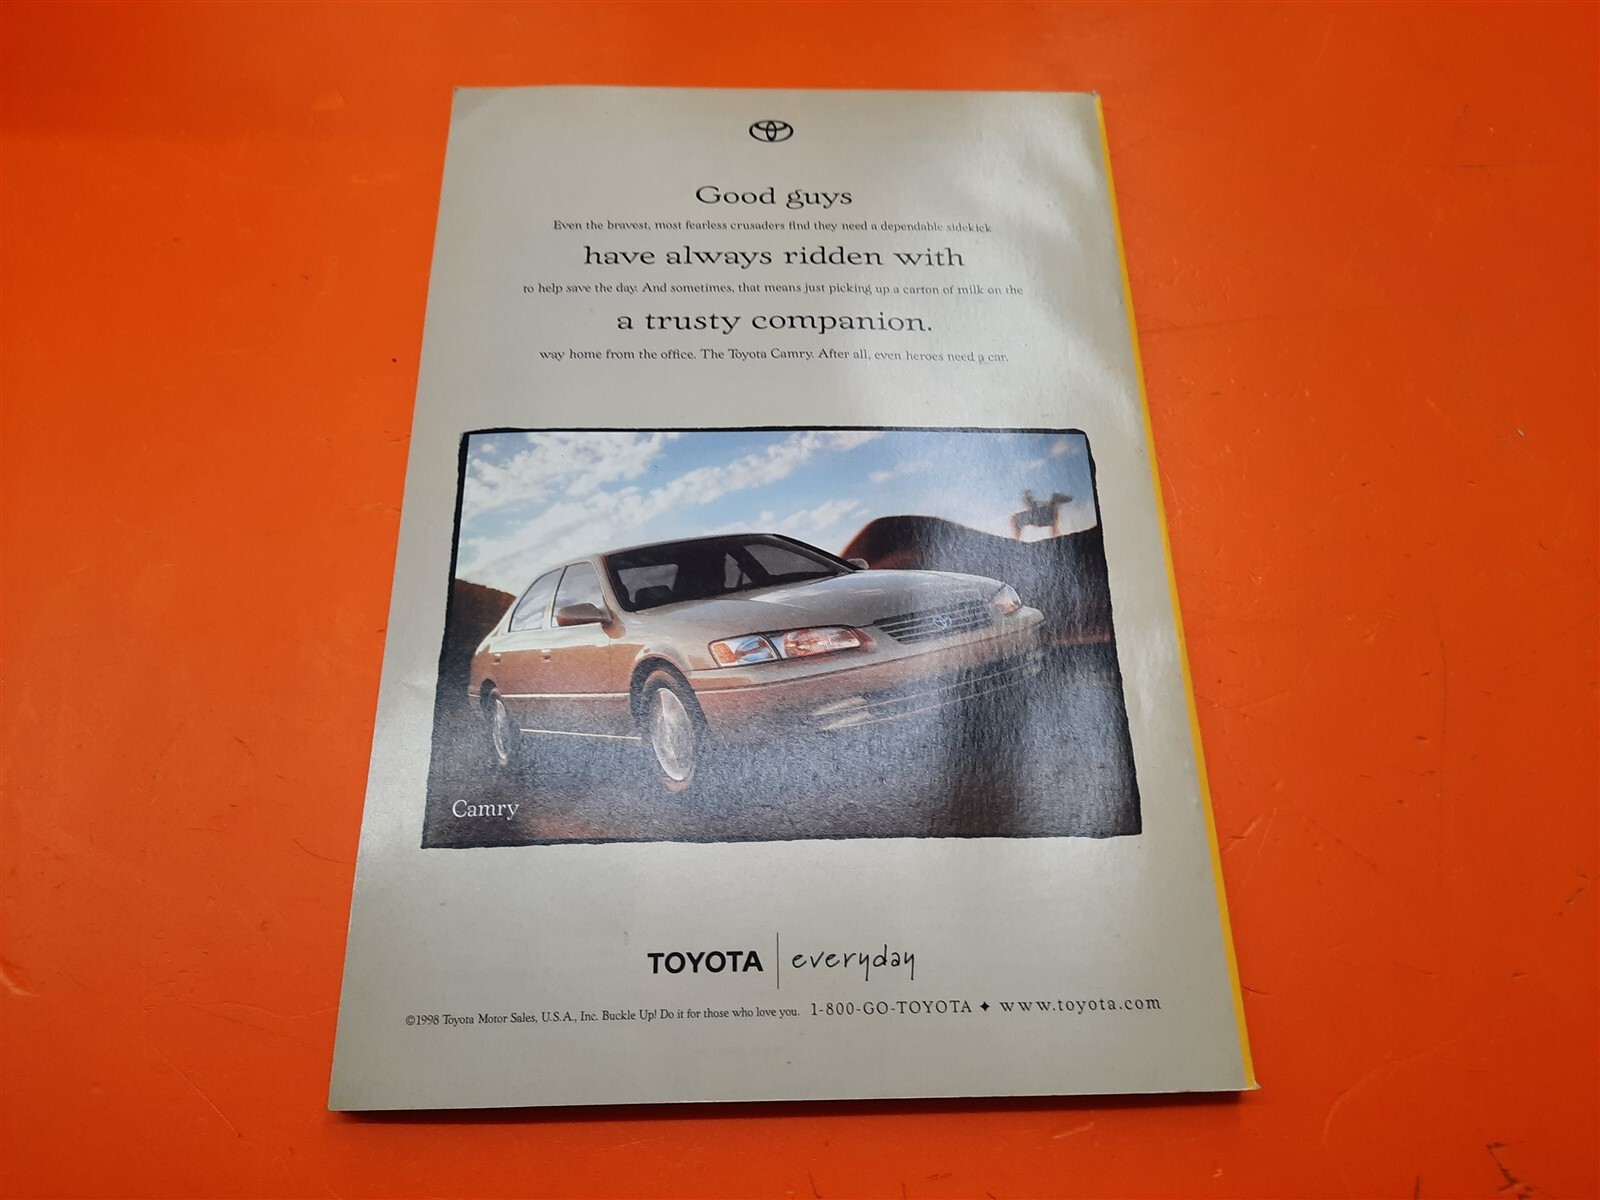 Good guys
Even the bravest, most fearless crusaders find they need a dependable sidekick
have always ridden with
to help save the day. And sometimes, that means just picking up a carton of milk on the
a trusty companion.
way home from the office. The Toyota Camry. After all, even heroes need a car.
Camry
TOYOTA everyday
©1998 Toyota Motor Sales, U.S.A., Inc. Buckle Up! Do it for those who love you. 1-800-GO-TOYOTA ✦ www.toyota.com